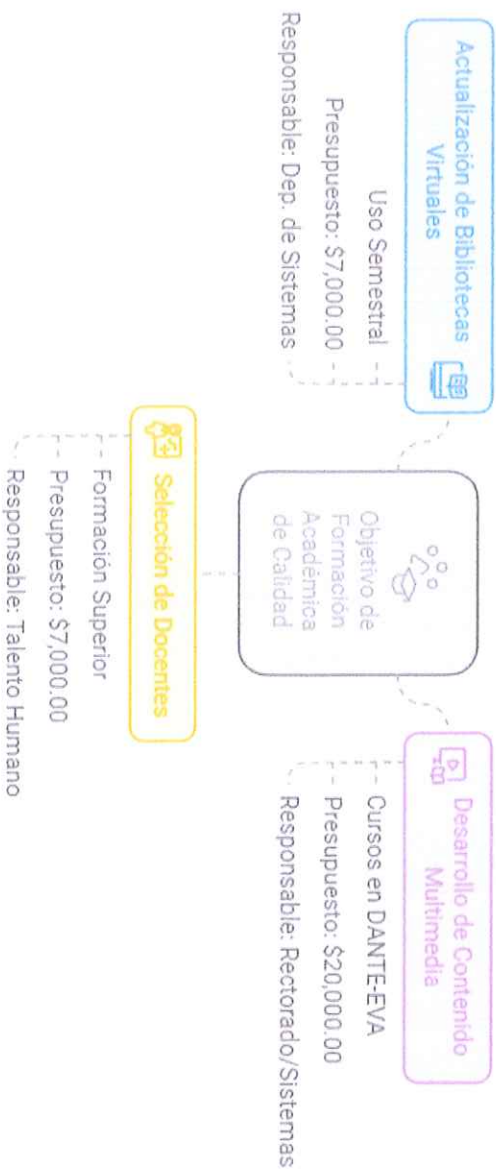 Actualización de Bibliotecas
Virtuales
Uso Semestral
Presupuesto: $7,000.00
Responsable: Dep. de Sistemas
Objetivo de
Formación
Académica
de Calidad
Desarrollo de Contenido
Multimedia
Cursos en DANTE-EVA
Presupuesto: $20,000.00
Responsable: Rectorado/Sistemas
Selección de Docentes
Formación Superior
Presupuesto: $7,000.00
Responsable: Talento Humano